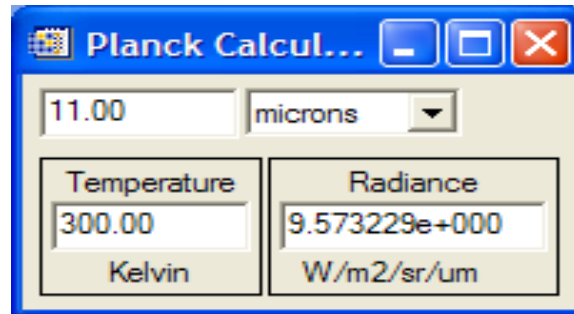 Planck Calcul...
11.00 microns
Temperature Radiance
300.00 9.573229e+000
Kelvin W/m2/sr/um